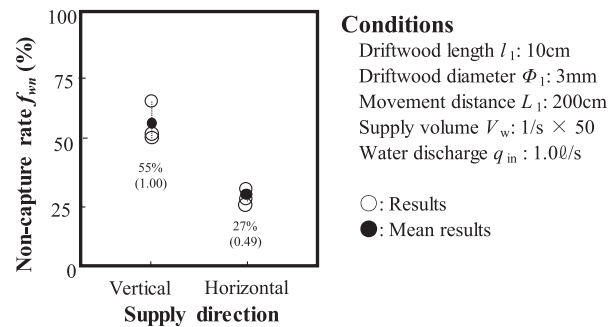 Non-capture rate fwn (%)
100
75
50
25
0
55%
(1.00)
27%
(0.49)
Vertical
Horizontal
Supply direction
Conditions
Driftwood length l1: 10cm
Driftwood diameter Φ1: 3mm
Movement distance L1: 200cm
Supply volume Vw: 1/s × 50
Water discharge qin : 1.0ℓ/s
○: Results
●: Mean results